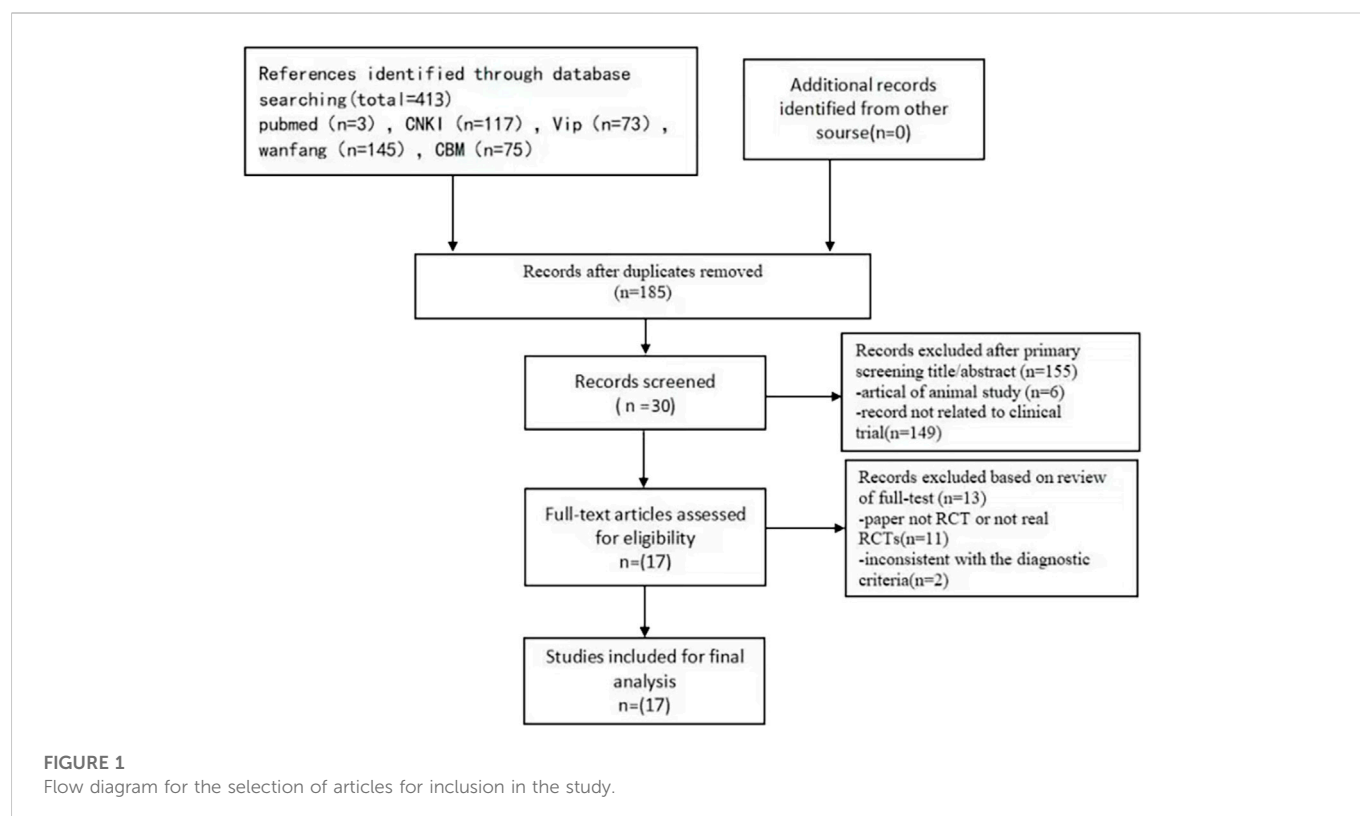 References identified through database
searching(total=413)
pubmed (n=3) , CNKI (n=117) , Vip (n=73) ,
wanfang (n=145) , CBM (n=75)
Additional records
identified from other
sourse(n=0)
Records after duplicates removed
(n=185)
Records screened
( n =30)
Records excluded after primary
screening title/abstract (n=155)
-artical of animal study (n=6)
-record not related to clinical
trial(n=149)
Full-text articles assessed
for eligibility
n=(17)
Records excluded based on review
of full-test (n=13)
-paper not RCT or not real
RCTs(n=11)
-inconsistent with the diagnostic
criteria(n=2)
Studies included for final
analysis
n=(17)
FIGURE 1
Flow diagram for the selection of articles for inclusion in the study.